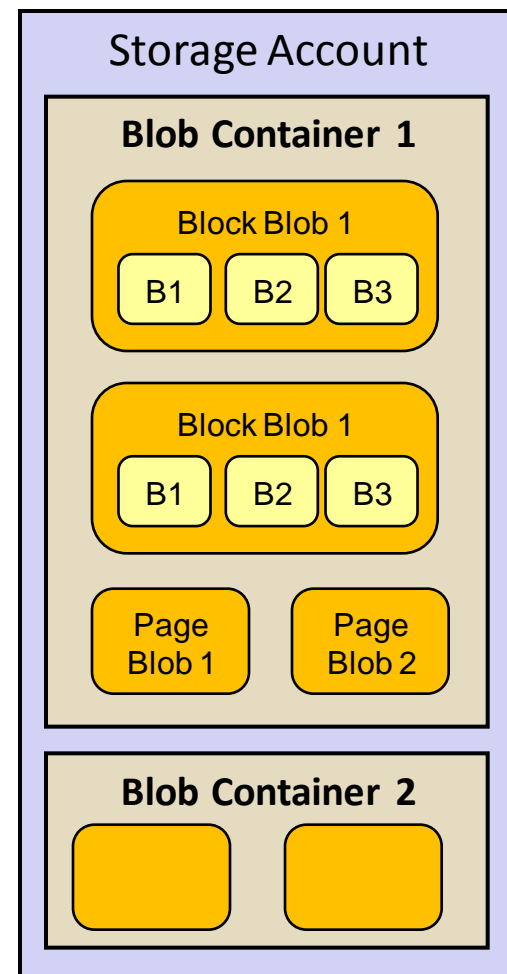 Storage Account
Blob Container 1
Block Blob 1
B1 B2 B3
Block Blob 1
B1 B2 B3
Page
Blob 1
Page
Blob 2
Blob Container 2